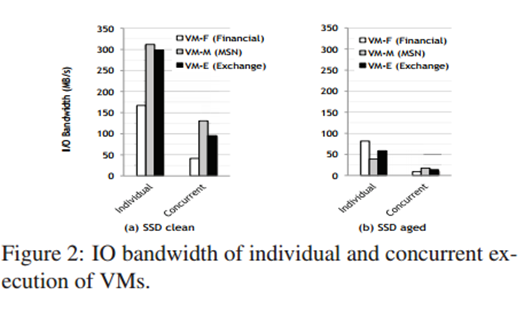 VM-F (Financial)
VM-M (MSN)
VM-E (Exchange)
I/O Bandwidth (MB/s)
350
300
250
200
150
100
50
0
Individual
Concurrent
(a) SSD clean
VM-F (Financial)
VM-M (MSN)
VM-E (Exchange)
350
300
250
200
150
100
50
0
Individual
Concurrent
(b) SSD aged
Figure 2: IO bandwidth of individual and concurrent ex-
ecution of VMs.